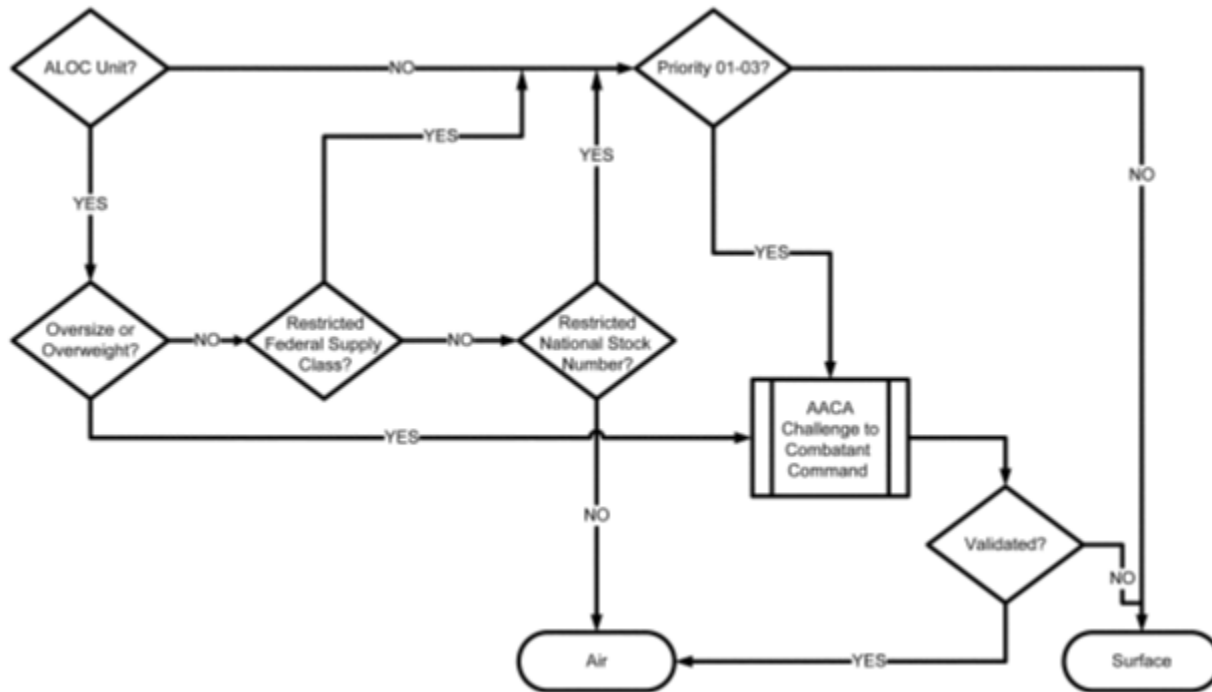 ALOC Unit?
NO
Priority 01-03?
YES
YES
NO
YES
YES
Oversize or
Overweight?
NO
Restricted
Federal Supply
Class?
NO
Restricted
National Stock
Number?
AACA
Challenge to
Combatant
Command
YES
NO
Validated?
NO
Air
YES
Surface